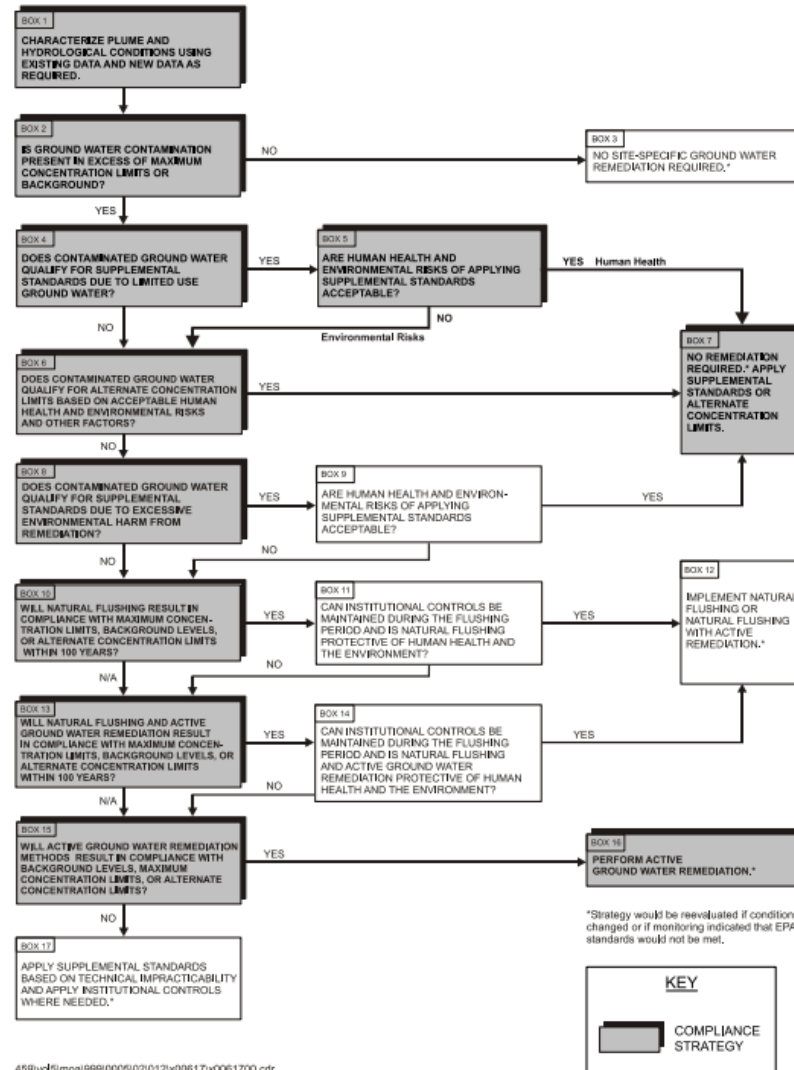 BOX 1
CHARACTERIZE PLUME AND
HYDROLOGICAL CONDITIONS USING
EXISTING DATA AND NEW DATA AS
REQUIRED.
BOX 2
IS GROUND WATER CONTAMINATION
PRESENT IN EXCESS OF MAXIMUM
CONCENTRATION LIMITS OR
BACKGROUND?
NO
BOX 3
NO SITE-SPECIFIC GROUND WATER
REMEDIATION REQUIRED.*
YES
BOX 4
DOES CONTAMINATED GROUND WATER
QUALIFY FOR SUPPLEMENTAL
STANDARDS DUE TO LIMITED USE
GROUND WATER?
YES
BOX 5
ARE HUMAN HEALTH AND
ENVIRONMENTAL RISKS OF APPLYING
SUPPLEMENTAL STANDARDS
ACCEPTABLE?
YES Human Health
NO
NO
Environmental Risks
BOX 6
DOES CONTAMINATED GROUND WATER
QUALIFY FOR ALTERNATE CONCENTRATION
LIMITS BASED ON ACCEPTABLE HUMAN
HEALTH AND ENVIRONMENTAL RISKS
AND OTHER FACTORS?
YES
BOX 7
NO REMEDIATION
REQUIRED.* APPLY
SUPPLEMENTAL
STANDARDS OR
ALTERNATE
CONCENTRATION
LIMITS.
NO
BOX 8
DOES CONTAMINATED GROUND WATER
QUALIFY FOR SUPPLEMENTAL
STANDARDS DUE TO EXCESSIVE
ENVIRONMENTAL HARM FROM
REMEDIATION?
YES
BOX 9
ARE HUMAN HEALTH AND ENVIRON-
MENTAL RISKS OF APPLYING
SUPPLEMENTAL STANDARDS
ACCEPTABLE?
YES
NO
NO
BOX 10
WILL NATURAL FLUSHING RESULT IN
COMPLIANCE WITH MAXIMUM CONCEN-
TRATION LIMITS, BACKGROUND LEVELS,
OR ALTERNATE CONCENTRATION LIMITS
WITHIN 100 YEARS?
YES
BOX 11
CAN INSTITUTIONAL CONTROLS BE
MAINTAINED DURING THE FLUSHING
PERIOD AND IS NATURAL FLUSHING
PROTECTIVE OF HUMAN HEALTH AND
THE ENVIRONMENT?
YES
BOX 12
IMPLEMENT NATURAL
FLUSHING OR
NATURAL FLUSHING
WITH ACTIVE
REMEDIATION.*
NO
N/A
BOX 13
WILL NATURAL FLUSHING AND ACTIVE
GROUND WATER REMEDIATION RESULT
IN COMPLIANCE WITH MAXIMUM CONCEN-
TRATION LIMITS, BACKGROUND LEVELS, OR
ALTERNATE CONCENTRATION LIMITS
WITHIN 100 YEARS?
YES
BOX 14
CAN INSTITUTIONAL CONTROLS BE
MAINTAINED DURING THE FLUSHING
PERIOD AND IS NATURAL FLUSHING
AND ACTIVE GROUND WATER
REMEDIATION PROTECTIVE OF HUMAN
HEALTH AND THE ENVIRONMENT?
YES
NO
N/A
BOX 15
WILL ACTIVE GROUND WATER REMEDIATION
METHODS RESULT IN COMPLIANCE WITH
BACKGROUND LEVELS, MAXIMUM
CONCENTRATION LIMITS, OR ALTERNATE
CONCENTRATION LIMITS?
YES
BOX 16
PERFORM ACTIVE
GROUND WATER REMEDIATION.*
NO
*Strategy would be reevaluated if condition
changed or if monitoring indicated that EPA
standards would not be met.
BOX 17
APPLY SUPPLEMENTAL STANDARDS
BASED ON TECHNICAL IMPRACTICABILITY
AND APPLY INSTITUTIONAL CONTROLS
WHERE NEEDED.*
KEY
COMPLIANCE
STRATEGY